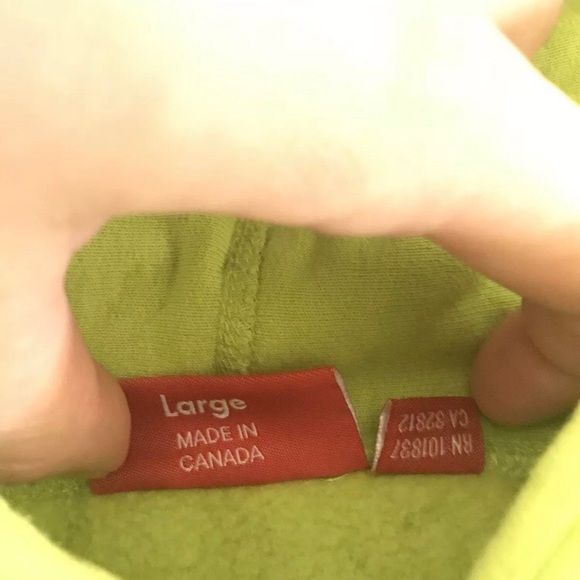 Large
MADE IN
CANADA
RN 101837
CA 32812